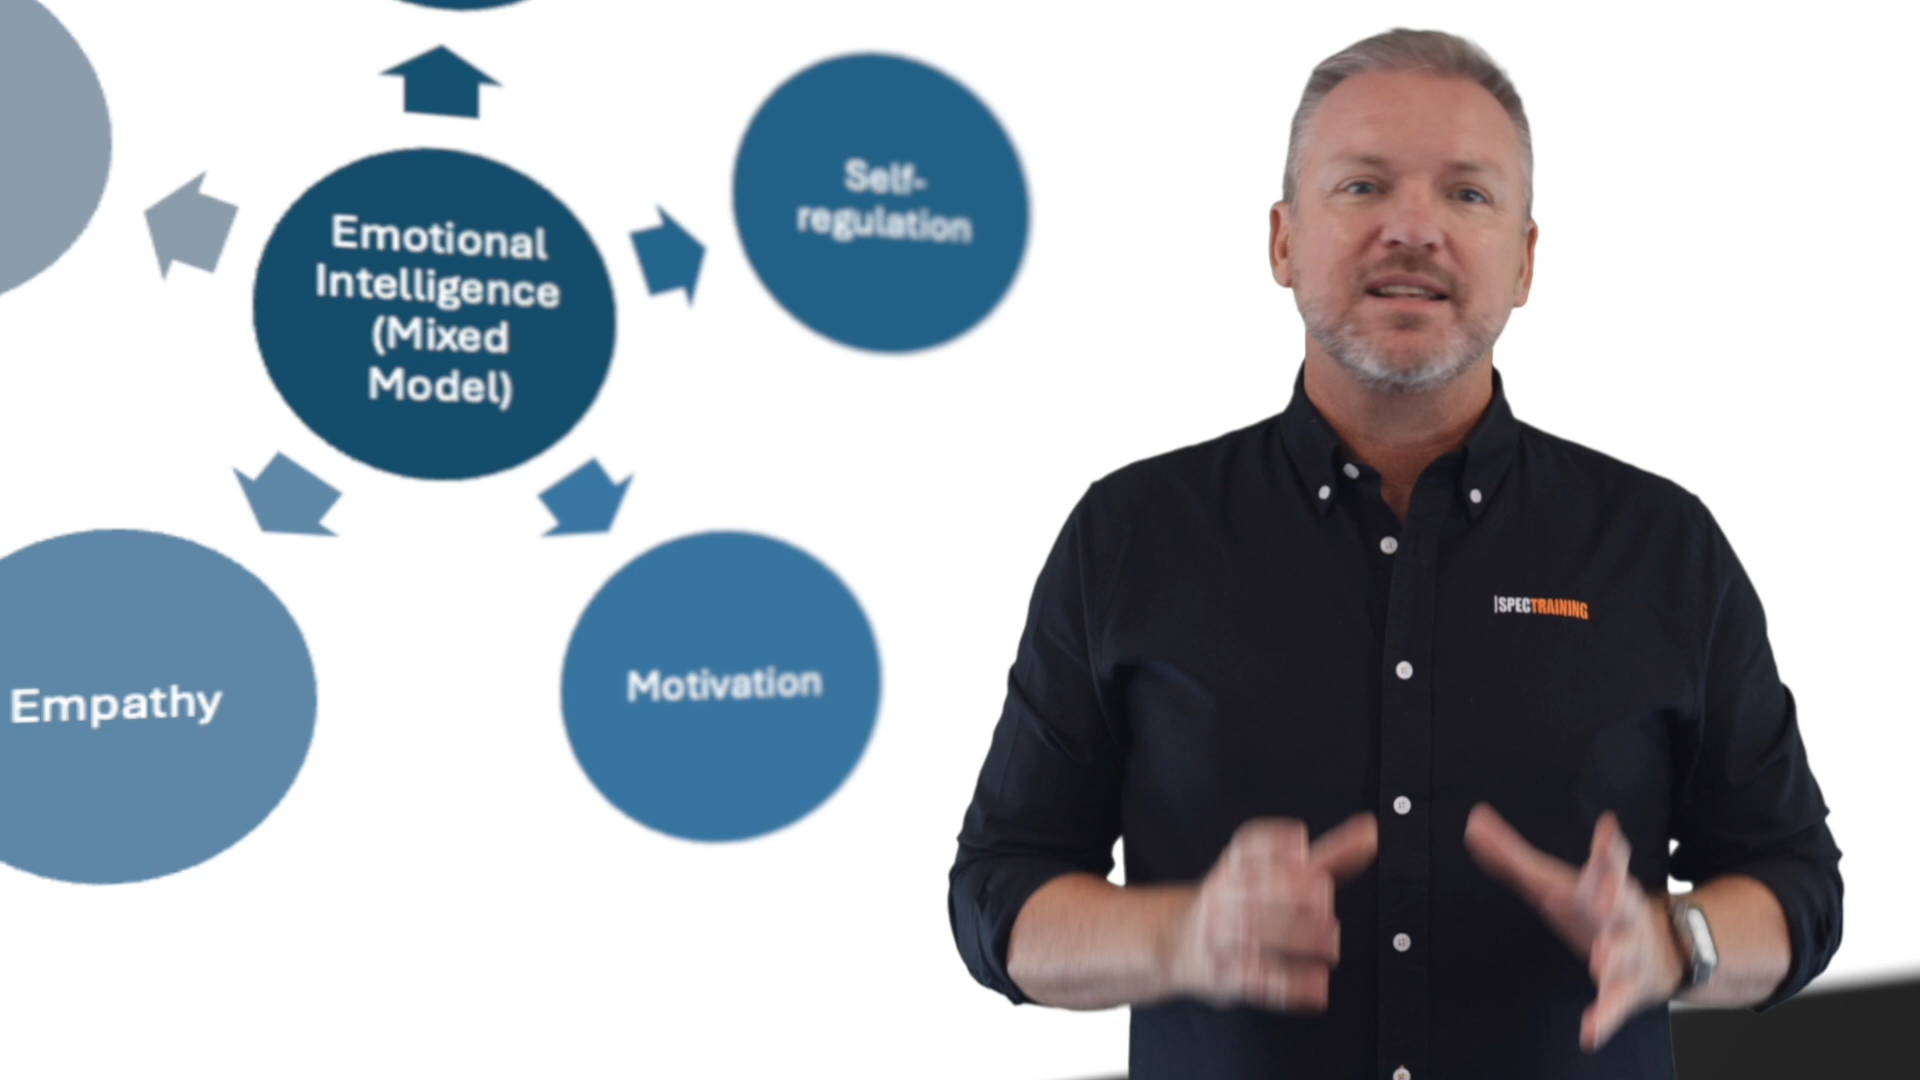 Emotional
Intelligence
(Mixed
Model)
Self-
regulation
Empathy
Motivation
|SPECTRAINING